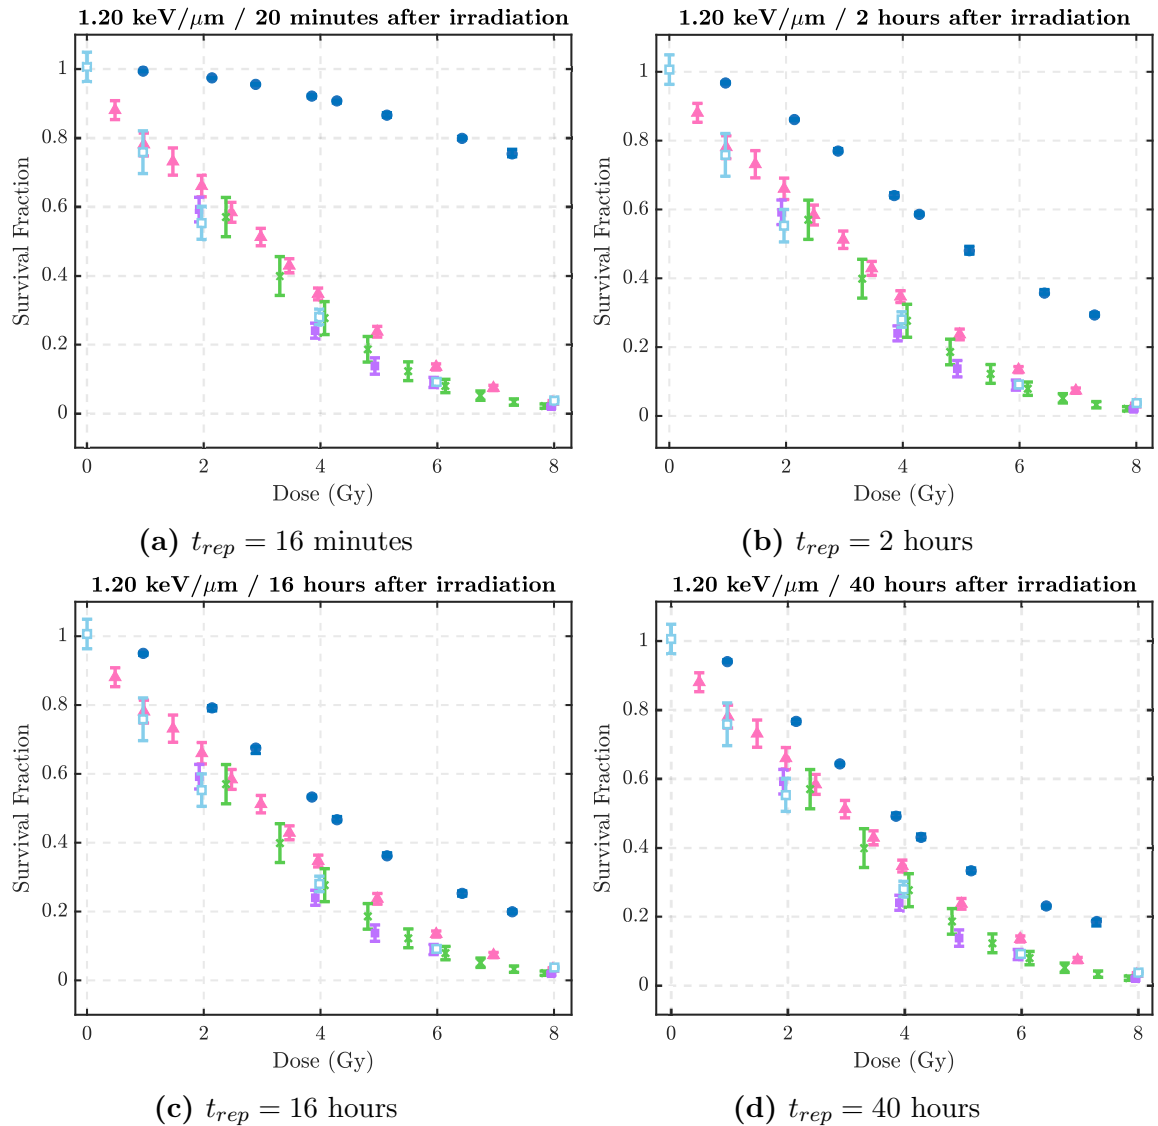 1.20 keV/μm / 20 minutes after irradiation
Survival Fraction
1
0.8
0.6
0.4
0.2
0
0 2 4 6 8
Dose (Gy)
(a) t_rep = 16 minutes
1.20 keV/μm / 2 hours after irradiation
Survival Fraction
1
0.8
0.6
0.4
0.2
0
0 2 4 6 8
Dose (Gy)
(b) t_rep = 2 hours
1.20 keV/μm / 16 hours after irradiation
Survival Fraction
1
0.8
0.6
0.4
0.2
0
0 2 4 6 8
Dose (Gy)
(c) t_rep = 16 hours
1.20 keV/μm / 40 hours after irradiation
Survival Fraction
1
0.8
0.6
0.4
0.2
0
0 2 4 6 8
Dose (Gy)
(d) t_rep = 40 hours